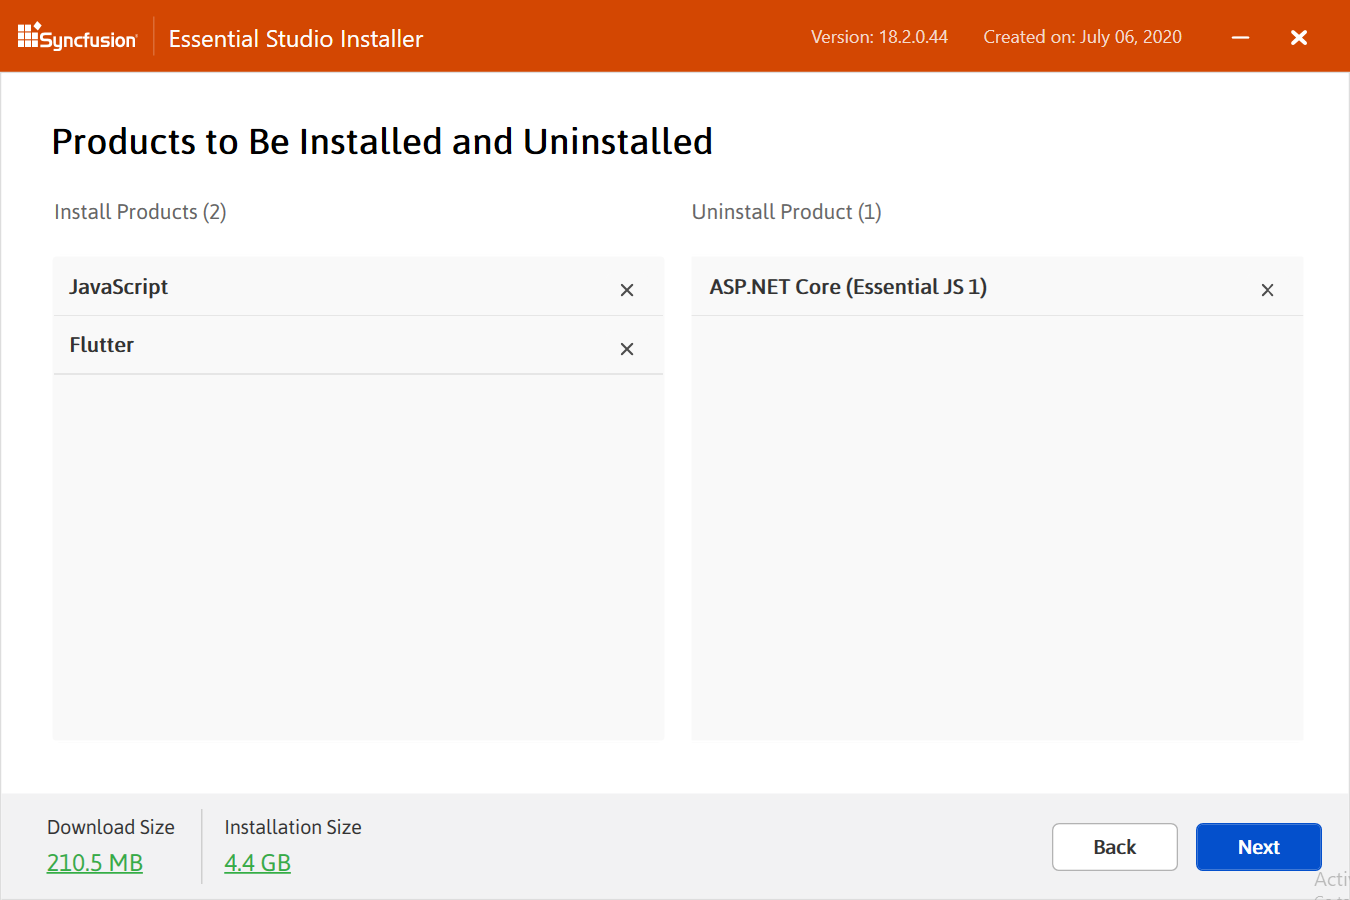 Syncfusion
Essential Studio Installer
Version: 18.2.0.44
Created on: July 06, 2020
Products to Be Installed and Uninstalled
Install Products (2)
Uninstall Product (1)
JavaScript
ASP.NET Core (Essential JS 1)
Flutter
Download Size
Installation Size
210.5 MB
4.4 GB
Back
Next